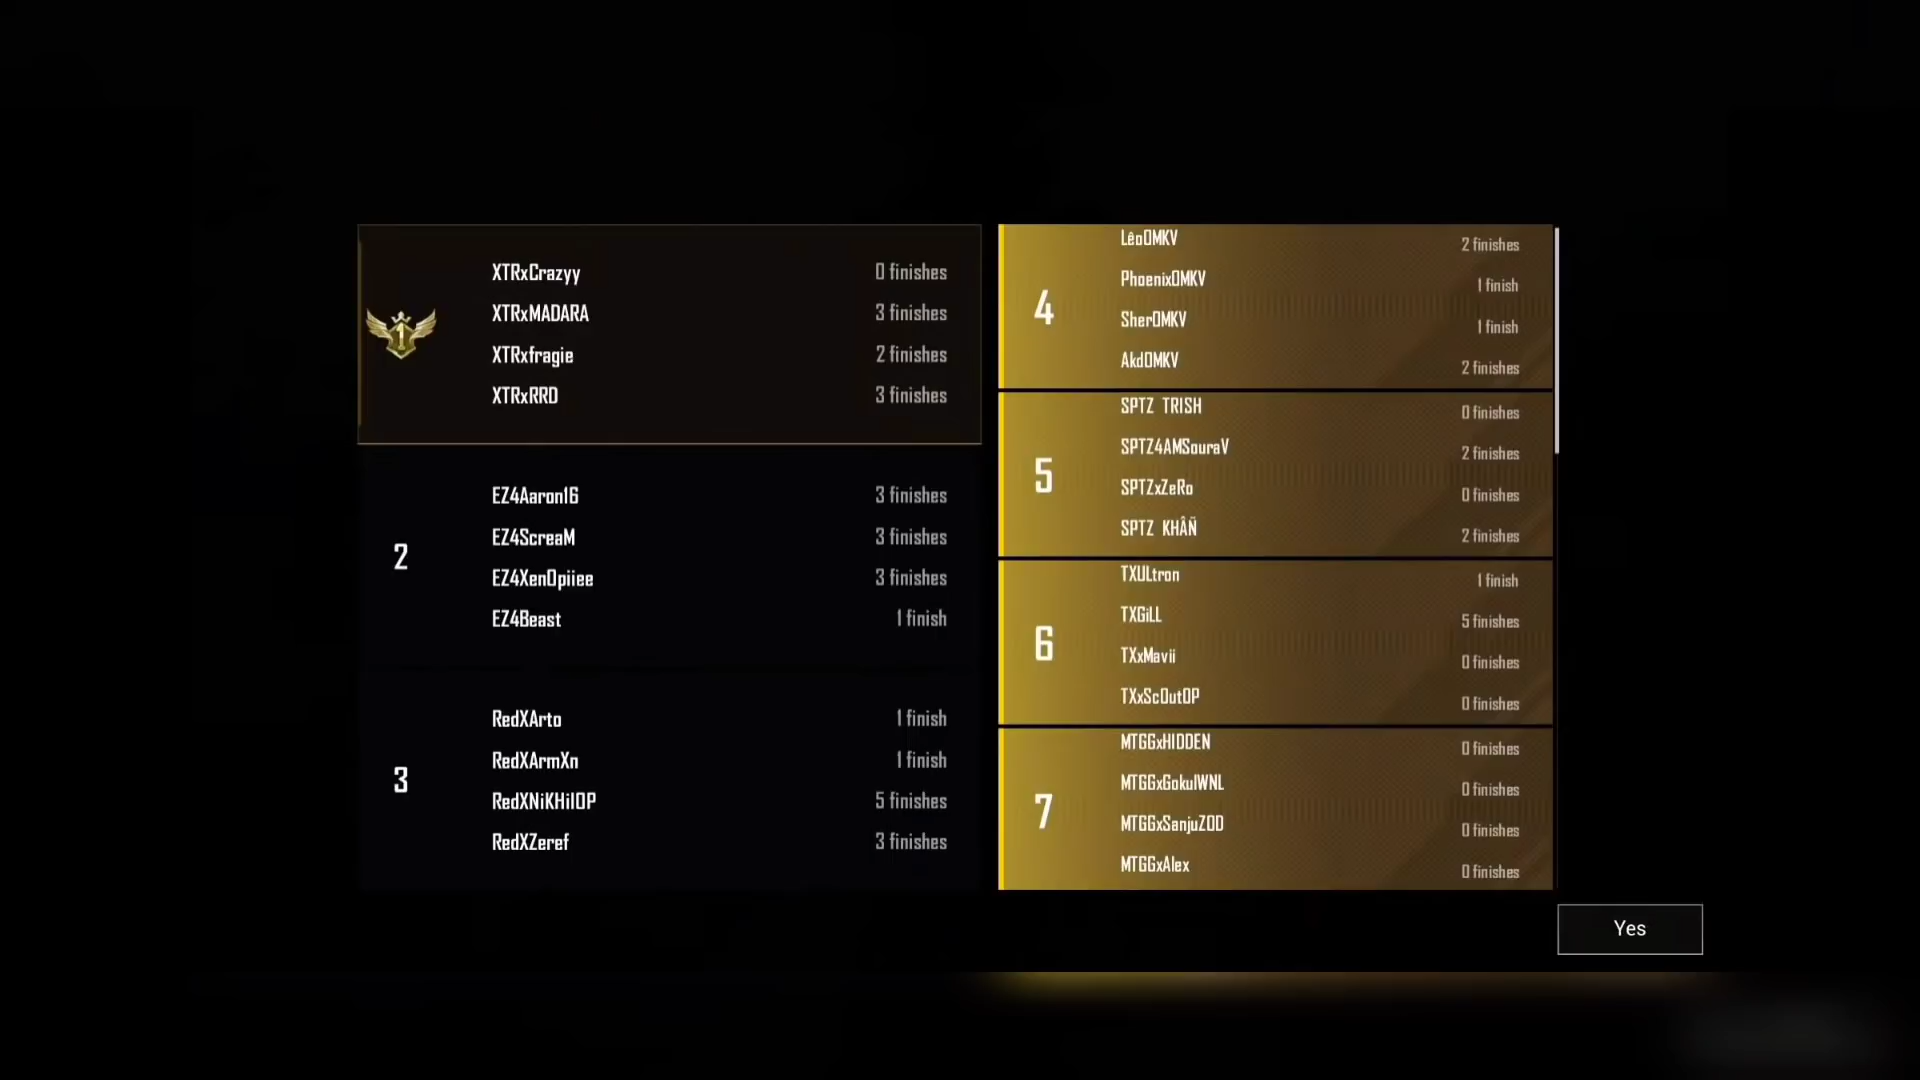 1
XTRxCrazyy 0 finishes
XTRxMADARA 3 finishes
XTRxfragie 2 finishes
XTRxRRD 3 finishes
2
EZ4Aaron16 3 finishes
EZ4ScreaM 3 finishes
EZ4XenOpiiee 3 finishes
EZ4Beast 1 finish
3
RedXArto 1 finish
RedXArmXn 1 finish
RedXNiKHilOP 5 finishes
RedXZeref 3 finishes
4
LêoOMKV 2 finishes
PhoenixOMKV 1 finish
SherOMKV 1 finish
AkdOMKV 2 finishes
5
SPTZ TRISH 0 finishes
SPTZ4AMSouraV 2 finishes
SPTZxZeRo 0 finishes
SPTZ KHÂÑ 2 finishes
6
TXULtron 1 finish
TXGiLL 5 finishes
TXxMavii 0 finishes
TXxScOutOP 0 finishes
7
MTGGxHIDDEN 0 finishes
MTGGxGokulWNL 0 finishes
MTGGxSanjuZOD 0 finishes
MTGGxAlex 0 finishes
Yes